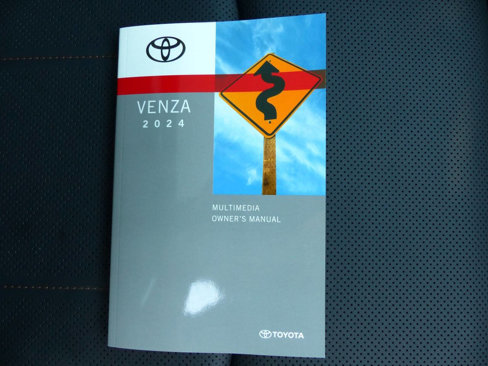 VENZA
2024
MULTIMEDIA
OWNER'S MANUAL
TOYOTA